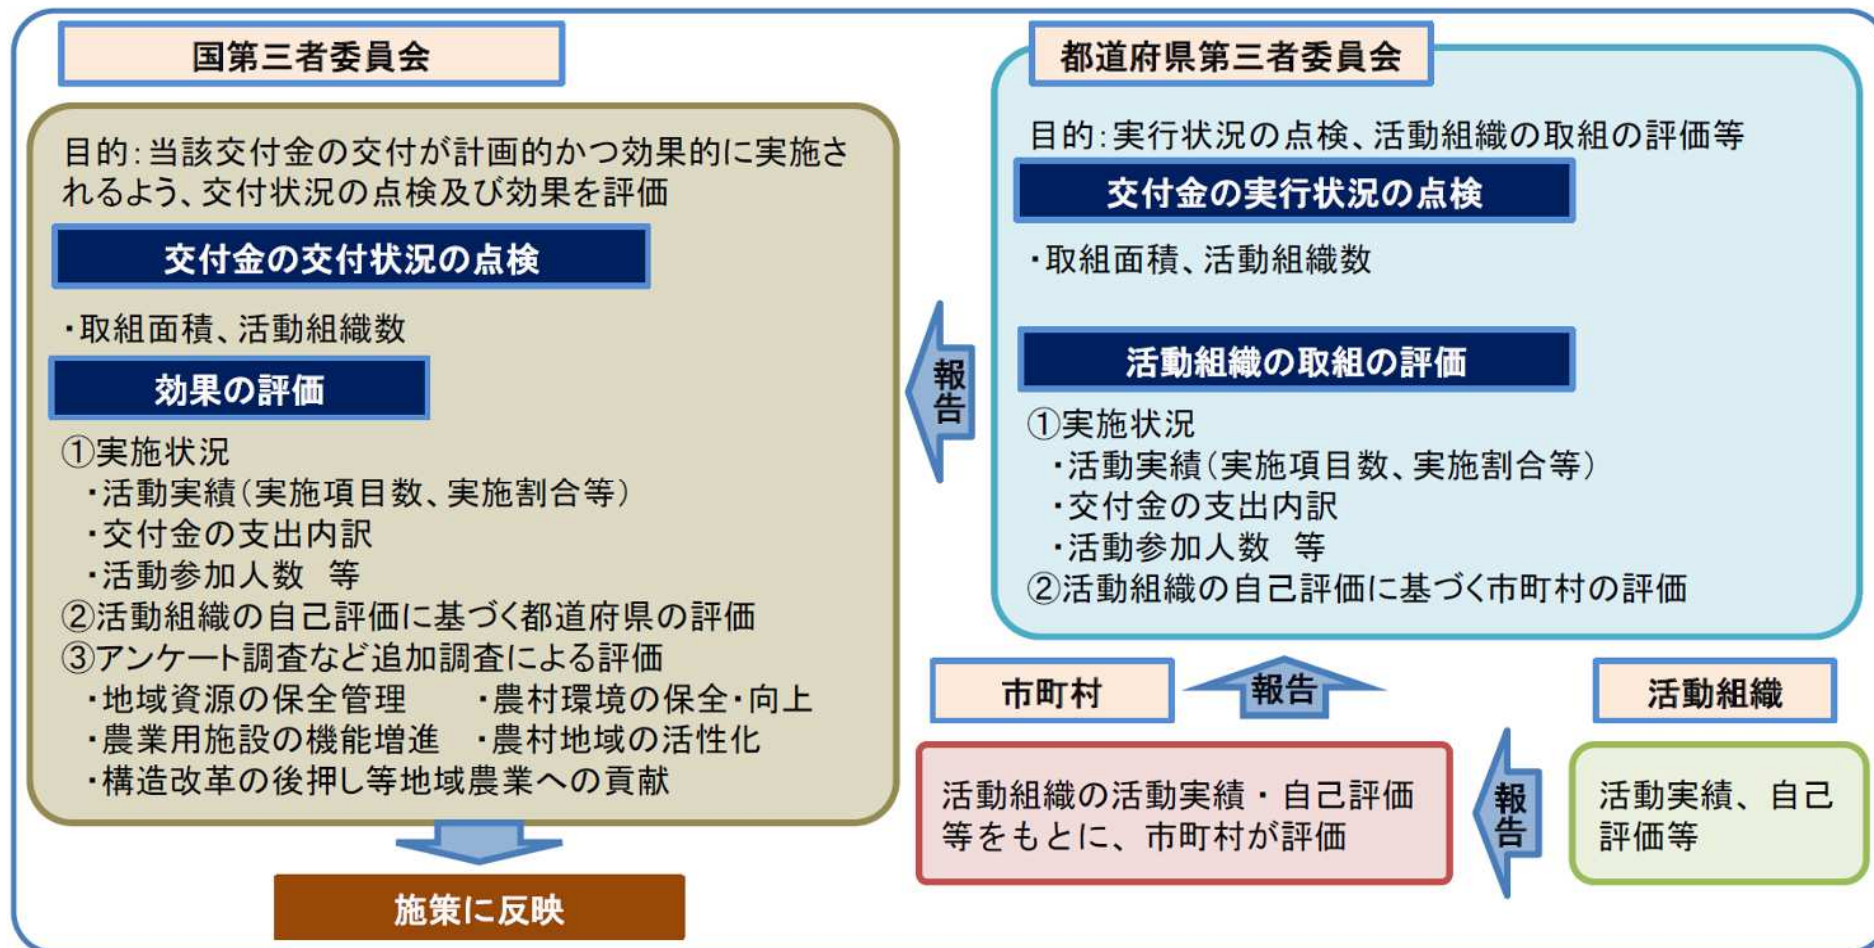 国第三者委員会
目的：当該交付金の交付が計画的かつ効果的に実施さ
れるよう、交付状況の点検及び効果を評価
交付金の交付状況の点検
・取組面積、活動組織数
効果の評価
①実施状況
・活動実績（実施項目数、実施割合等）
・交付金の支出内訳
・活動参加人数　等
②活動組織の自己評価に基づく都道府県の評価
③アンケート調査など追加調査による評価
・地域資源の保全管理　　・農村環境の保全・向上
・農業用施設の機能増進　・農村地域の活性化
・構造改革の後押し等地域農業への貢献
施策に反映
報告
都道府県第三者委員会
目的：実行状況の点検、活動組織の取組の評価等
交付金の実行状況の点検
・取組面積、活動組織数
活動組織の取組の評価
①実施状況
・活動実績（実施項目数、実施割合等）
・交付金の支出内訳
・活動参加人数　等
②活動組織の自己評価に基づく市町村の評価
市町村
報告
活動組織の活動実績・自己評価
等をもとに、市町村が評価
報告
活動組織
活動実績、自己
評価等